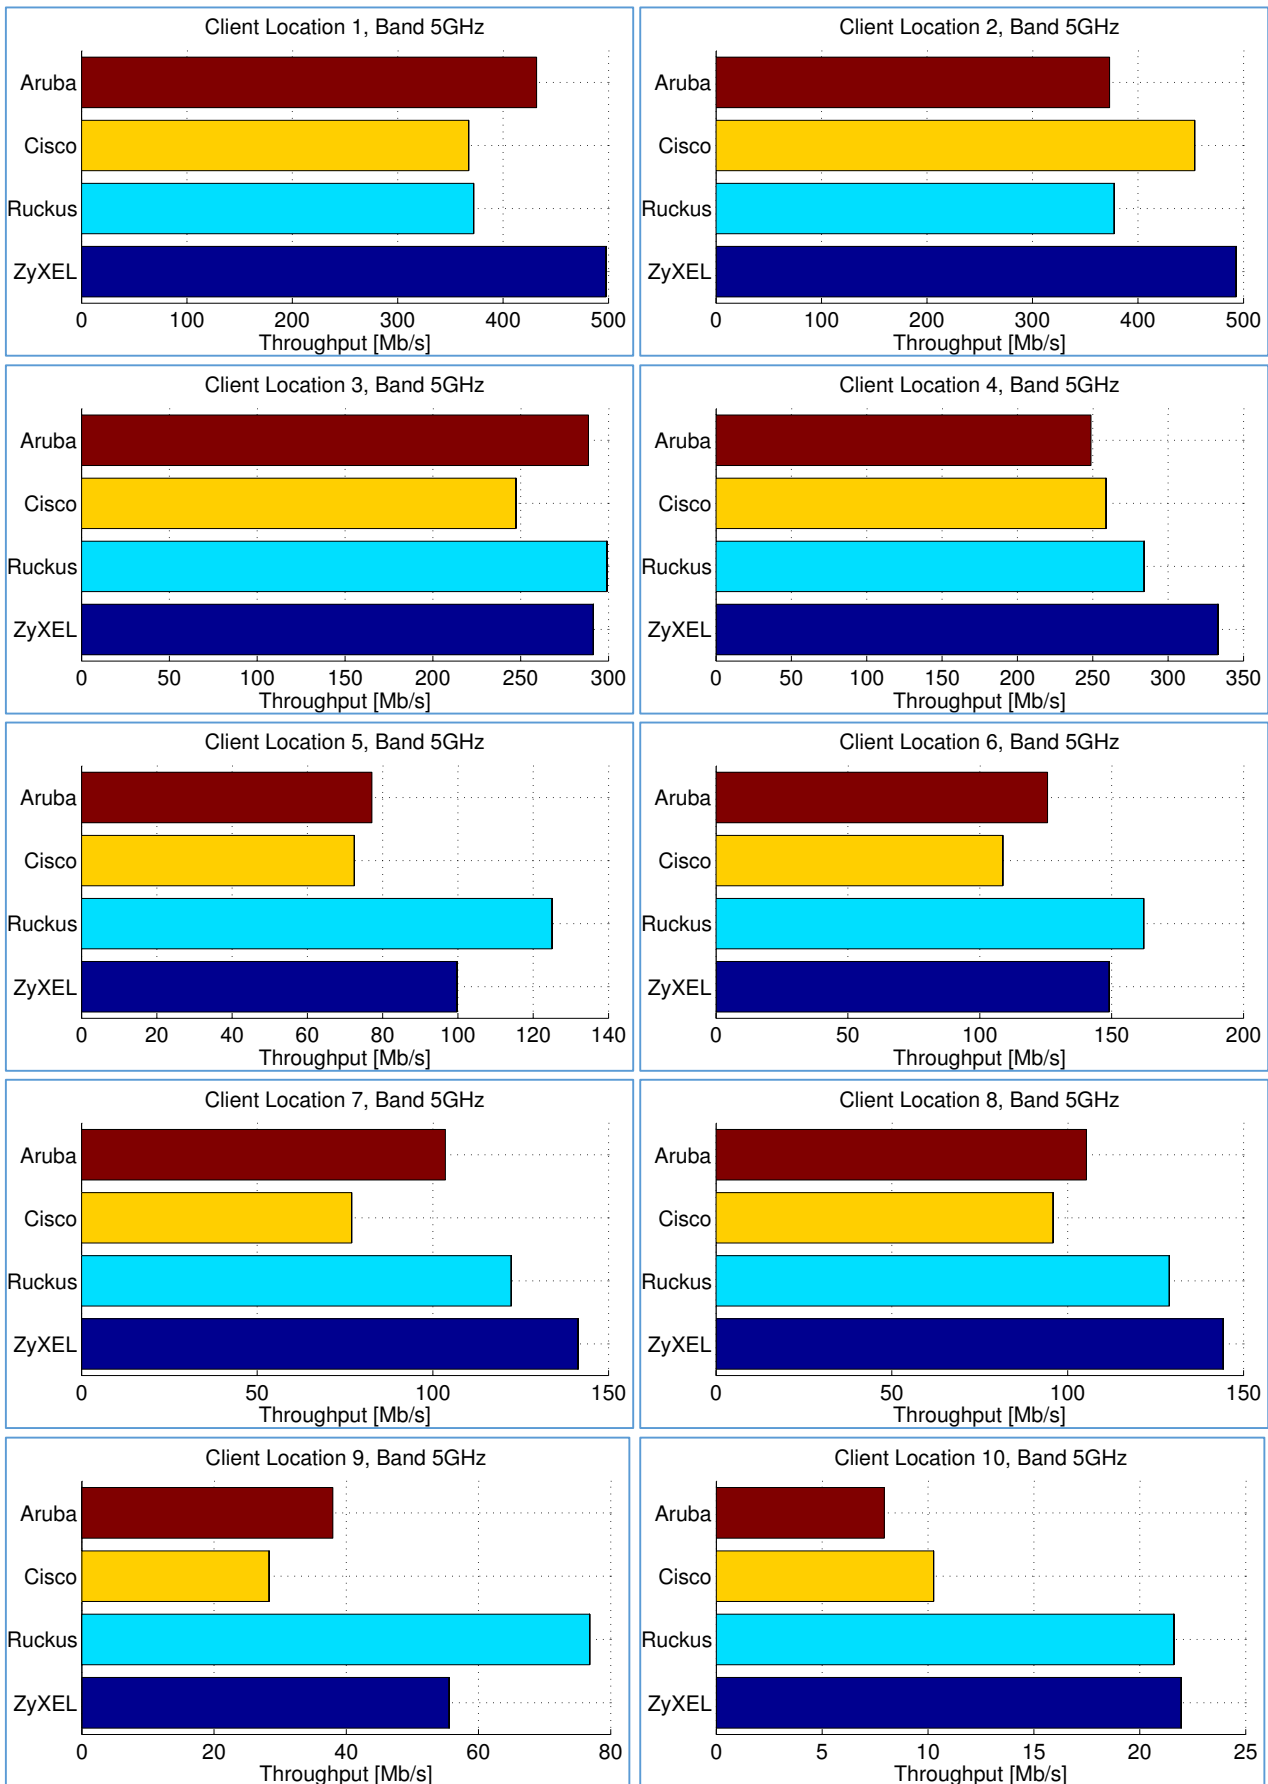 Client Location 1, Band 5GHz
Aruba
Cisco
Ruckus
ZyXEL
0 100 200 300 400 500
Throughput [Mb/s]
Client Location 2, Band 5GHz
Aruba
Cisco
Ruckus
ZyXEL
0 100 200 300 400 500
Throughput [Mb/s]
Client Location 3, Band 5GHz
Aruba
Cisco
Ruckus
ZyXEL
0 50 100 150 200 250 300
Throughput [Mb/s]
Client Location 4, Band 5GHz
Aruba
Cisco
Ruckus
ZyXEL
0 50 100 150 200 250 300 350
Throughput [Mb/s]
Client Location 5, Band 5GHz
Aruba
Cisco
Ruckus
ZyXEL
0 20 40 60 80 100 120 140
Throughput [Mb/s]
Client Location 6, Band 5GHz
Aruba
Cisco
Ruckus
ZyXEL
0 50 100 150 200
Throughput [Mb/s]
Client Location 7, Band 5GHz
Aruba
Cisco
Ruckus
ZyXEL
0 50 100 150
Throughput [Mb/s]
Client Location 8, Band 5GHz
Aruba
Cisco
Ruckus
ZyXEL
0 50 100 150
Throughput [Mb/s]
Client Location 9, Band 5GHz
Aruba
Cisco
Ruckus
ZyXEL
0 20 40 60 80
Throughput [Mb/s]
Client Location 10, Band 5GHz
Aruba
Cisco
Ruckus
ZyXEL
0 5 10 15 20 25
Throughput [Mb/s]